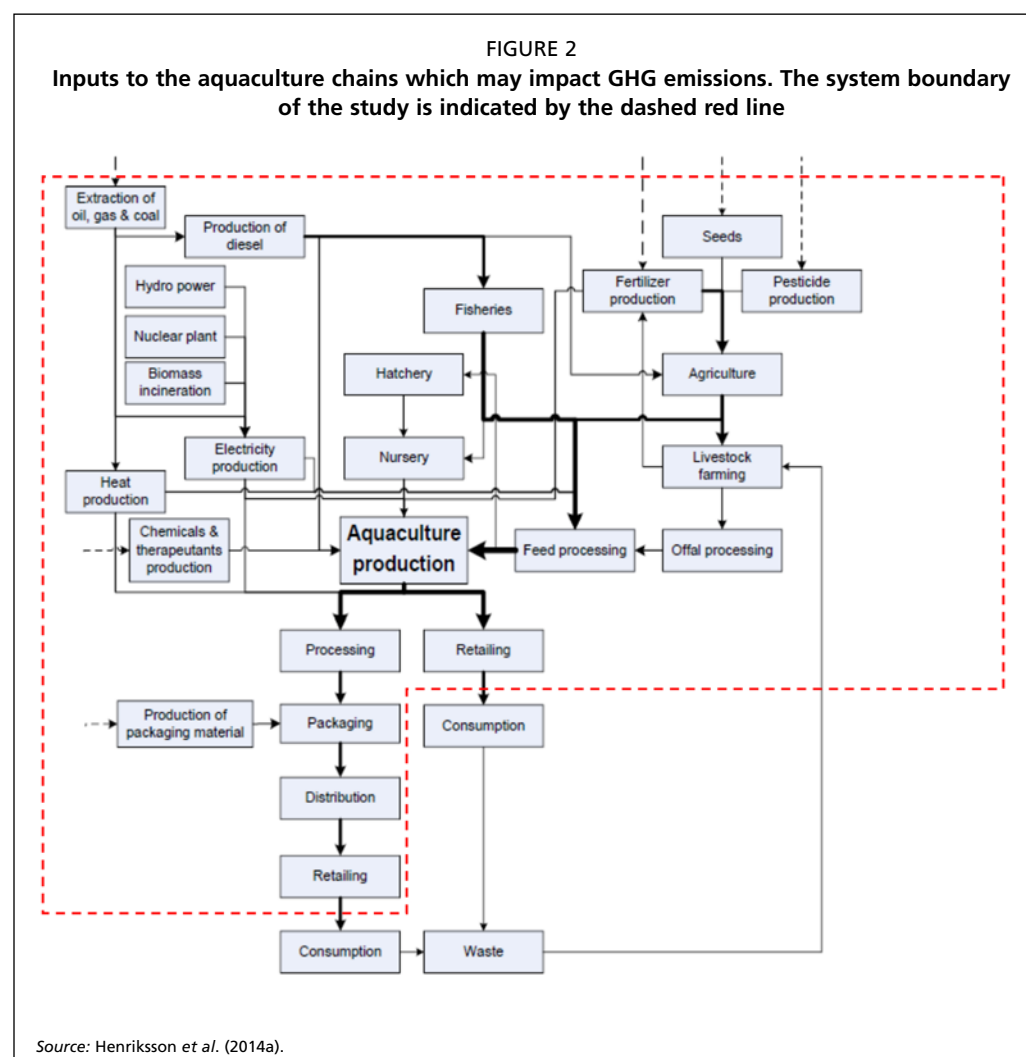 FIGURE 2
Inputs to the aquaculture chains which may impact GHG emissions. The system boundary
of the study is indicated by the dashed red line
Extraction of
oil, gas & coal
Production of
diesel
Seeds
Hydro power
Fertilizer
production
Pesticide
production
Fisheries
Nuclear plant
Biomass
incineration
Hatchery
Agriculture
Electricity
production
Nursery
Livestock
farming
Heat
production
Chemicals &
therapeutants
production
Aquaculture
production
Feed processing
Offal processing
Processing
Retailing
Production of
packaging material
Packaging
Consumption
Distribution
Retailing
Consumption
Waste
Source: Henriksson et al. (2014a).